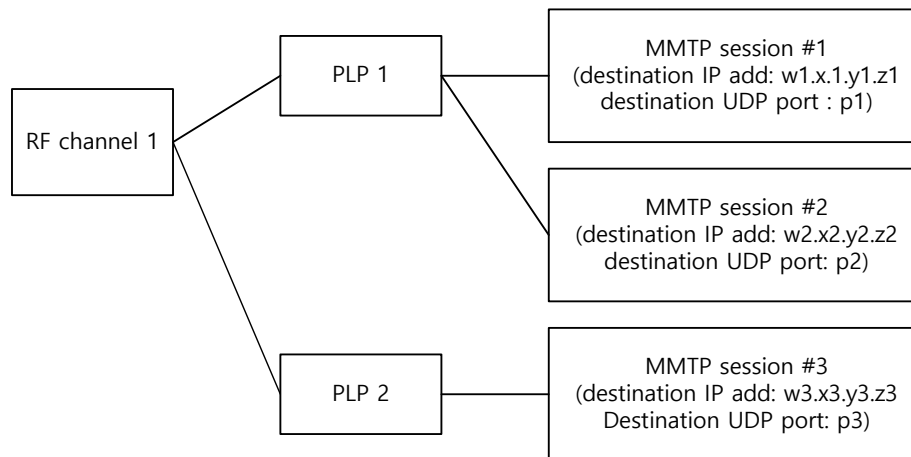 RF channel 1
PLP 1
PLP 2
MMTP session #1
(destination IP add: w1.x.1.y1.z1
destination UDP port : p1)
MMTP session #2
(destination IP add: w2.x2.y2.z2
destination UDP port: p2)
MMTP session #3
(destination IP add: w3.x3.y3.z3
Destination UDP port: p3)